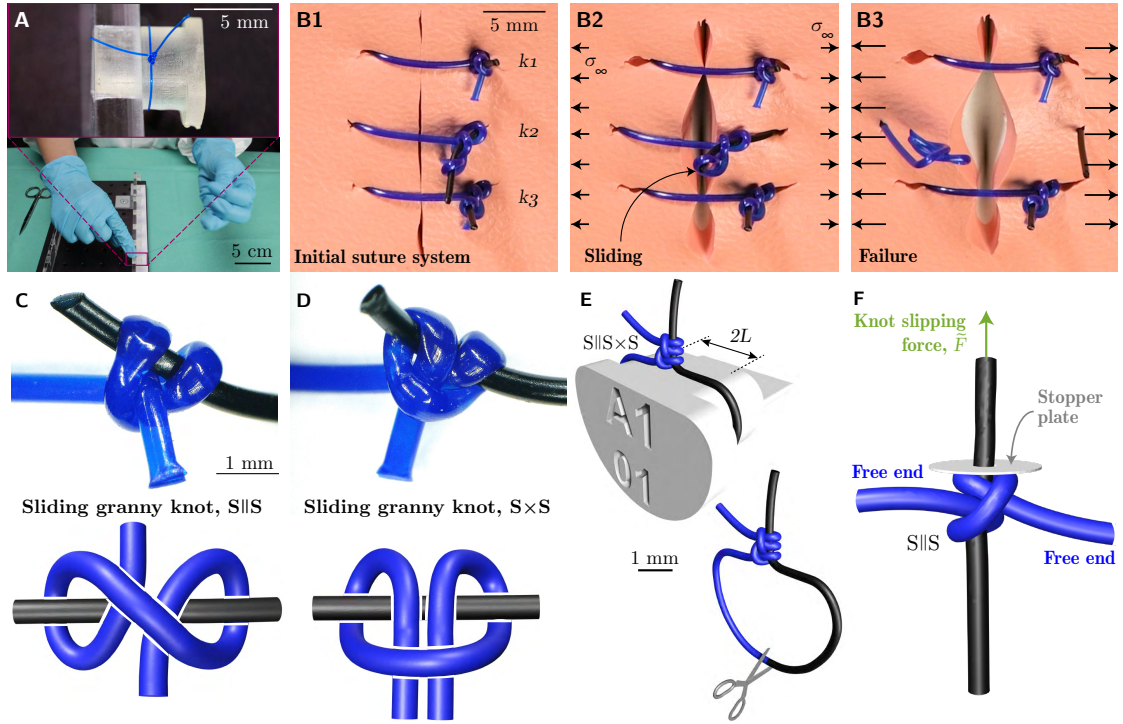 A
5 mm
5 cm
B1
5 mm
k1
k2
k3
Initial suture system
B2
σ∞
σ∞
Sliding
B3
σ∞
Failure
C
1 mm
Sliding granny knot, S||S
D
Sliding granny knot, S×S
E
S||S×S
2L
A1
01
1 mm
F
Knot slipping
force, F̃
Stopper
plate
Free end
S||S
Free end